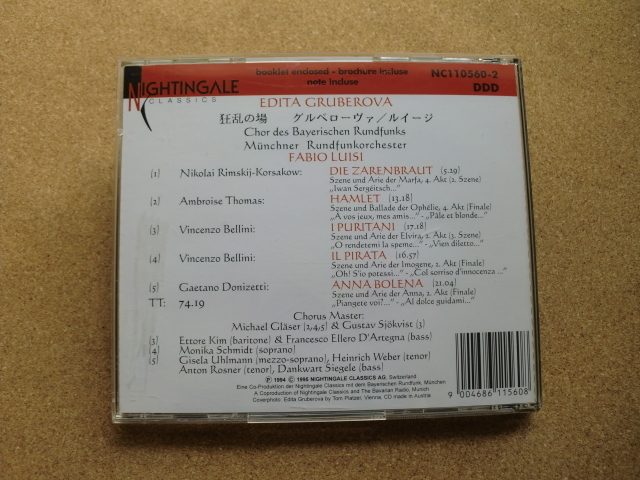 NIGHTINGALE
CLASSICS
booklet enclosed - brochure incluse
note incluse
NC110560-2
DDD
EDITA GRUBEROVA
狂乱の場 グルベローヴァ/ルイージ
Chor des Bayerischen Rundfunks
Münchner Rundfunkorchester
FABIO LUISI
(1) Nikolai Rimskij-Korsakow: DIE ZARENBRAUT (5.29)
Szene und Arie der Marfa, 4. Akt (2. Szene)
„Iwan Sergéitsch..."
(2) Ambroise Thomas: HAMLET (13.18)
Szene und Ballade der Ophélie, 4. Akt (Finale)
„A vos jeux, mes amis..." - „Pâle et blonde..."
(3) Vincenzo Bellini: I PURITANI (17.18)
Szene und Arie der Elvira, 2. Akt (3. Szene)
„O rendetemi la speme..." - „Vien diletto..."
(4) Vincenzo Bellini: IL PIRATA (16.57)
Szene und Arie der Imogene, 2. Akt (Finale)
„Oh! S'io potessi..." - „Col sorriso d'innocenza ..."
(5) Gaetano Donizetti: ANNA BOLENA (21.04)
Szene und Arie der Anna, 2. Akt (Finale)
„Piangete voi?..." - „Al dolce guidami..."
TT: 74.19
Chorus Master:
Michael Gläser (2,4,5) & Gustav Sjökvist (3)
(3) Ettore Kim (baritone) & Francesco Ellero D'Artegna (bass)
(4) Monika Schmidt (soprano)
(5) Gisela Uhlmann (mezzo-soprano), Heinrich Weber (tenor)
Anton Rosner (tenor), Dankwart Siegele (bass)
Ⓟ 1994 © 1998 NIGHTINGALE CLASSICS AG, Switzerland
Eine Co-Produktion der Nightingale Classics mit dem Bayerischen Rundfunk, München
A Coproduction of Nightingale Classics and The Bavarian Radio, Munich
Coverphoto: Edita Gruberova by Tom Platzer, Vienna, CD made in Austria
9 004686 115608